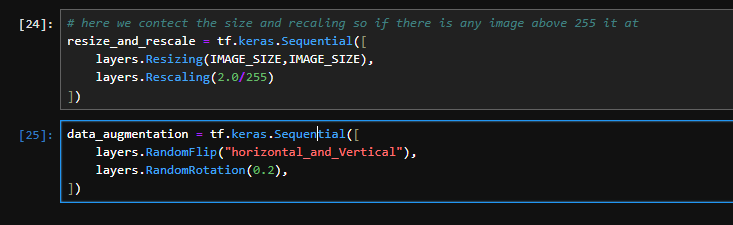 [24]: # here we contect the size and recaling so if there is any image above 255 it at
resize_and_rescale = tf.keras.Sequential([
    layers.Resizing(IMAGE_SIZE,IMAGE_SIZE),
    layers.Rescaling(2.0/255)
])
[25]: data_augmentation = tf.keras.Sequential([
    layers.RandomFlip("horizontal_and_Vertical"),
    layers.RandomRotation(0.2),
])